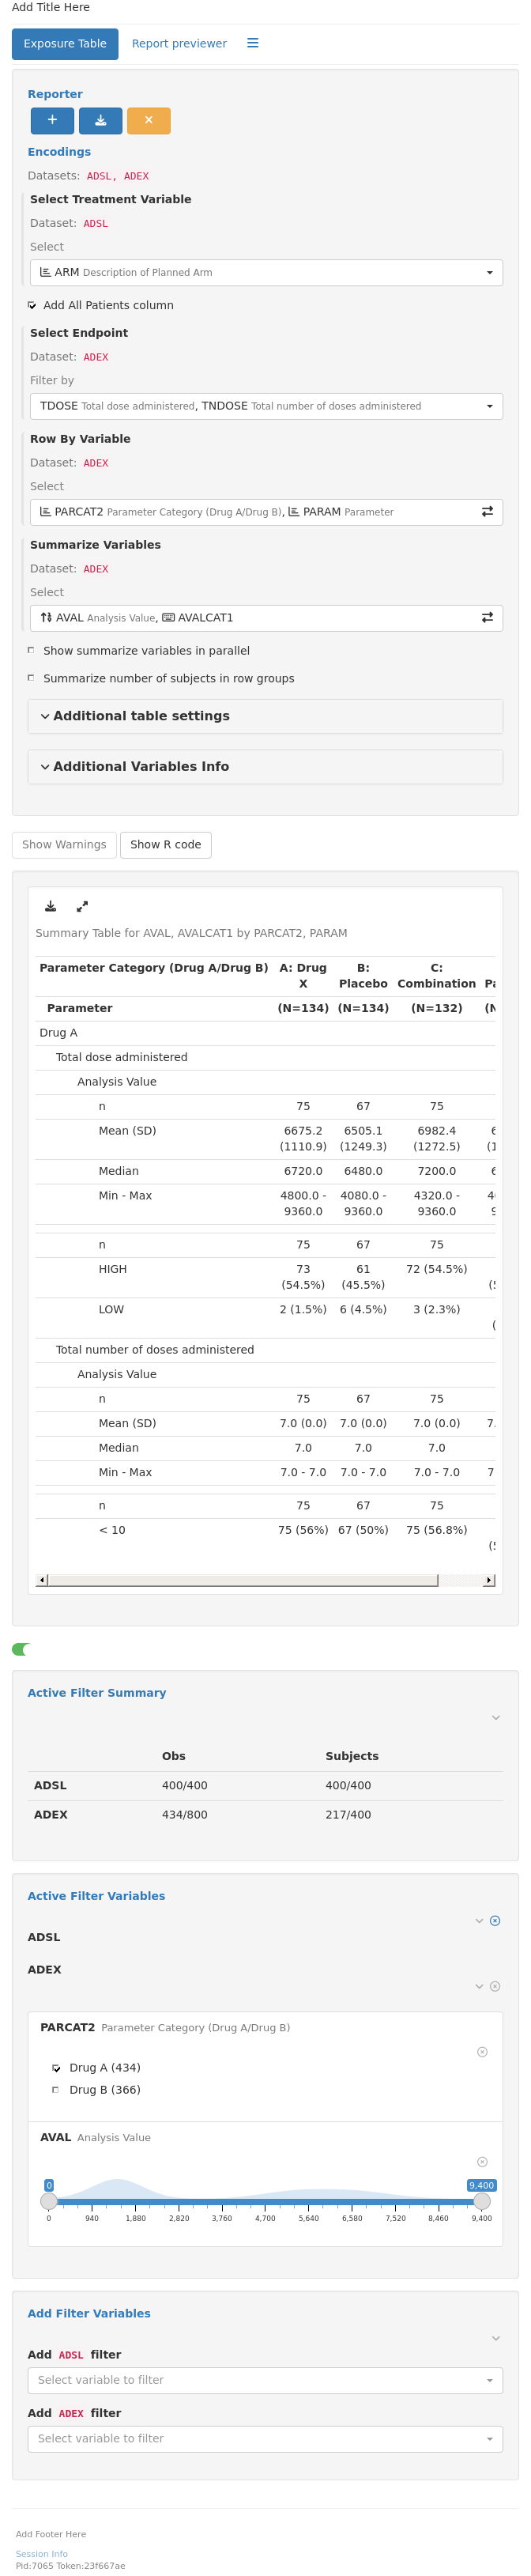 Add Title Here
Exposure Table Report previewer
Reporter
Encodings
Datasets: ADSL, ADEX
Select Treatment Variable
Dataset: ADSL
Select
ARM Description of Planned Arm
Add All Patients column
Select Endpoint
Dataset: ADEX
Filter by
TDOSE Total dose administered, TNDOSE Total number of doses administered
Row By Variable
Dataset: ADEX
Select
PARCAT2 Parameter Category (Drug A/Drug B), PARAM Parameter
Summarize Variables
Dataset: ADEX
Select
AVAL Analysis Value, AVALCAT1
Show summarize variables in parallel
Summarize number of subjects in row groups
Additional table settings
Additional Variables Info
Show Warnings Show R code
Summary Table for AVAL, AVALCAT1 by PARCAT2, PARAM
Parameter Category (Drug A/Drug B) A: Drug B: C:
X Placebo Combination
Parameter (N=134) (N=134) (N=132)
Drug A
Total dose administered
Analysis Value
n 75 67 75
Mean (SD) 6675.2 6505.1 6982.4
(1110.9) (1249.3) (1272.5)
Median 6720.0 6480.0 7200.0
Min - Max 4800.0 - 4080.0 - 4320.0 -
9360.0 9360.0 9360.0
n 75 67 75
HIGH 73 61 72 (54.5%)
(54.5%) (45.5%)
LOW 2 (1.5%) 6 (4.5%) 3 (2.3%)
Total number of doses administered
Analysis Value
n 75 67 75
Mean (SD) 7.0 (0.0) 7.0 (0.0) 7.0 (0.0)
Median 7.0 7.0 7.0
Min - Max 7.0 - 7.0 7.0 - 7.0 7.0 - 7.0
n 75 67 75
< 10 75 (56%) 67 (50%) 75 (56.8%)
Active Filter Summary
Obs Subjects
ADSL 400/400 400/400
ADEX 434/800 217/400
Active Filter Variables
ADSL
ADEX
PARCAT2 Parameter Category (Drug A/Drug B)
Drug A (434)
Drug B (366)
AVAL Analysis Value
0 9,400
0 940 1,880 2,820 3,760 4,700 5,640 6,580 7,520 8,460 9,400
Add Filter Variables
Add ADSL filter
Select variable to filter
Add ADEX filter
Select variable to filter
Add Footer Here
Session Info
Pid:7065 Token:23f667ae